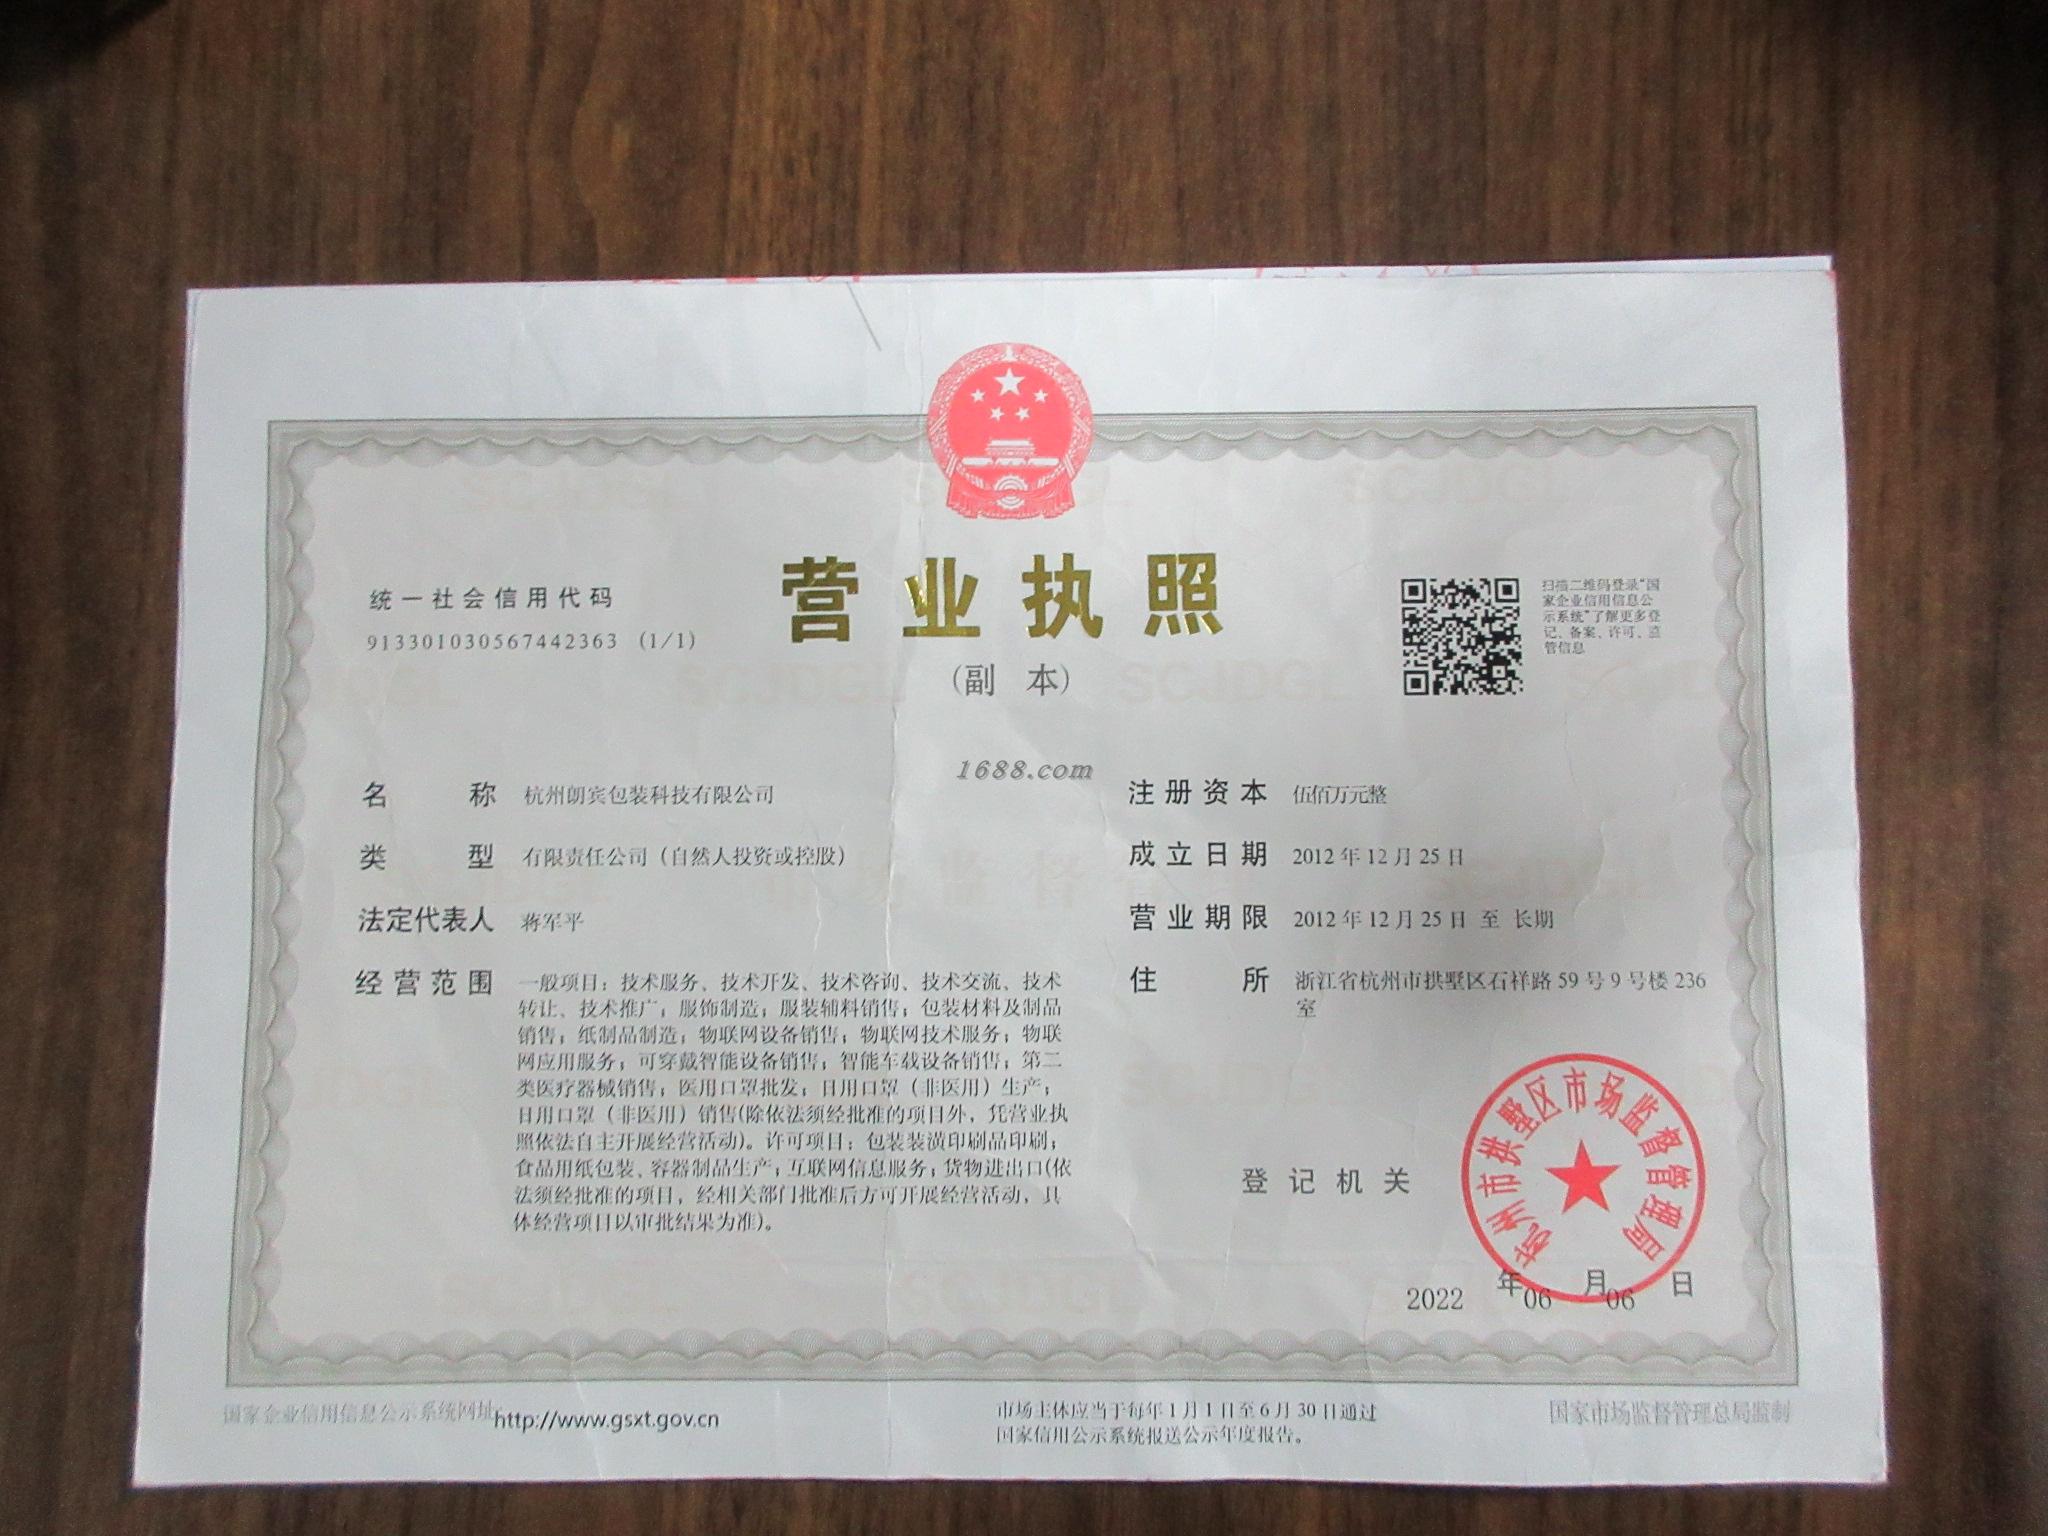 营业执照
(副 本)
统一社会信用代码
913301030567442363 (1/1)
扫描二维码登录“国
家企业信用信息公
示系统”了解更多登
记、备案、许可、监
管信息
1688.com
名 称 杭州朗宾包装科技有限公司
类 型 有限责任公司（自然人投资或控股）
法定代表人 蒋军平
经营范围 一般项目：技术服务、技术开发、技术咨询、技术交流、技术
转让、技术推广；服饰制造；服装辅料销售；包装材料及制品
销售；纸制品制造；物联网设备销售；物联网技术服务；物联
网应用服务；可穿戴智能设备销售；智能车载设备销售；第二
类医疗器械销售；医用口罩批发；日用口罩（非医用）生产；
日用口罩（非医用）销售(除依法须经批准的项目外，凭营业执
照依法自主开展经营活动)。许可项目：包装装潢印刷品印刷；
食品用纸包装、容器制品生产；互联网信息服务；货物进出口(依
法须经批准的项目，经相关部门批准后方可开展经营活动，具
体经营项目以审批结果为准)。
注册资本 伍佰万元整
成立日期 2012年12月25日
营业期限 2012年12月25日 至 长期
住 所 浙江省杭州市拱墅区石祥路59号9号楼236
室
登记机关
杭州市拱墅区市场监督管理局
2022 年 06 月 06 日
国家企业信用信息公示系统网址:http://www.gsxt.gov.cn
市场主体应当于每年1月1日至6月30日通过
国家信用公示系统报送公示年度报告。
国家市场监督管理总局监制